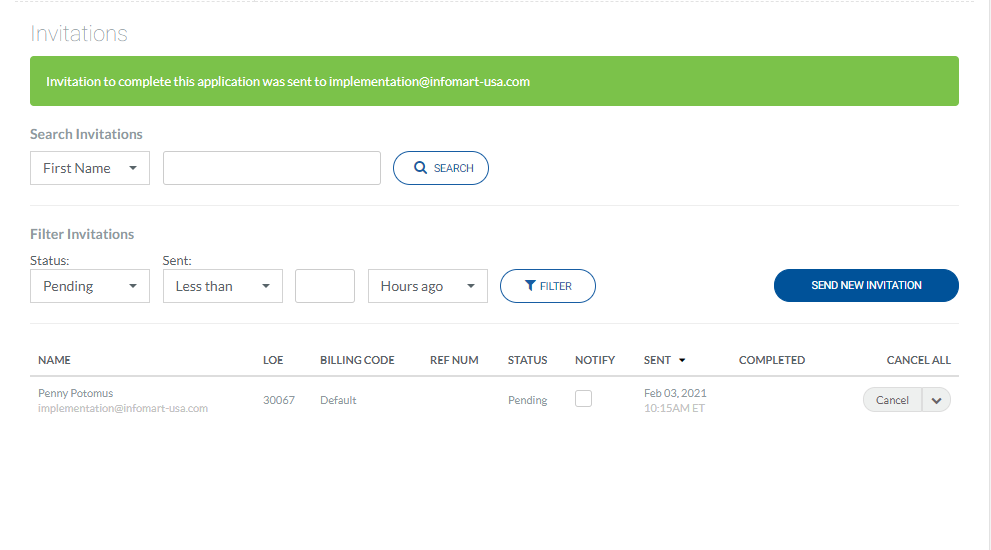 Invitations
Invitation to complete this application was sent to implementation@infomart-usa.com
Search Invitations
First Name
SEARCH
Filter Invitations
Status: Sent:
Pending Less than Hours ago FILTER SEND NEW INVITATION
NAME LOE BILLING CODE REF NUM STATUS NOTIFY SENT COMPLETED CANCEL ALL
Penny Potomus 30067 Default Pending Feb 03, 2021 Cancel
implementation@infomart-usa.com 10:15AM ET